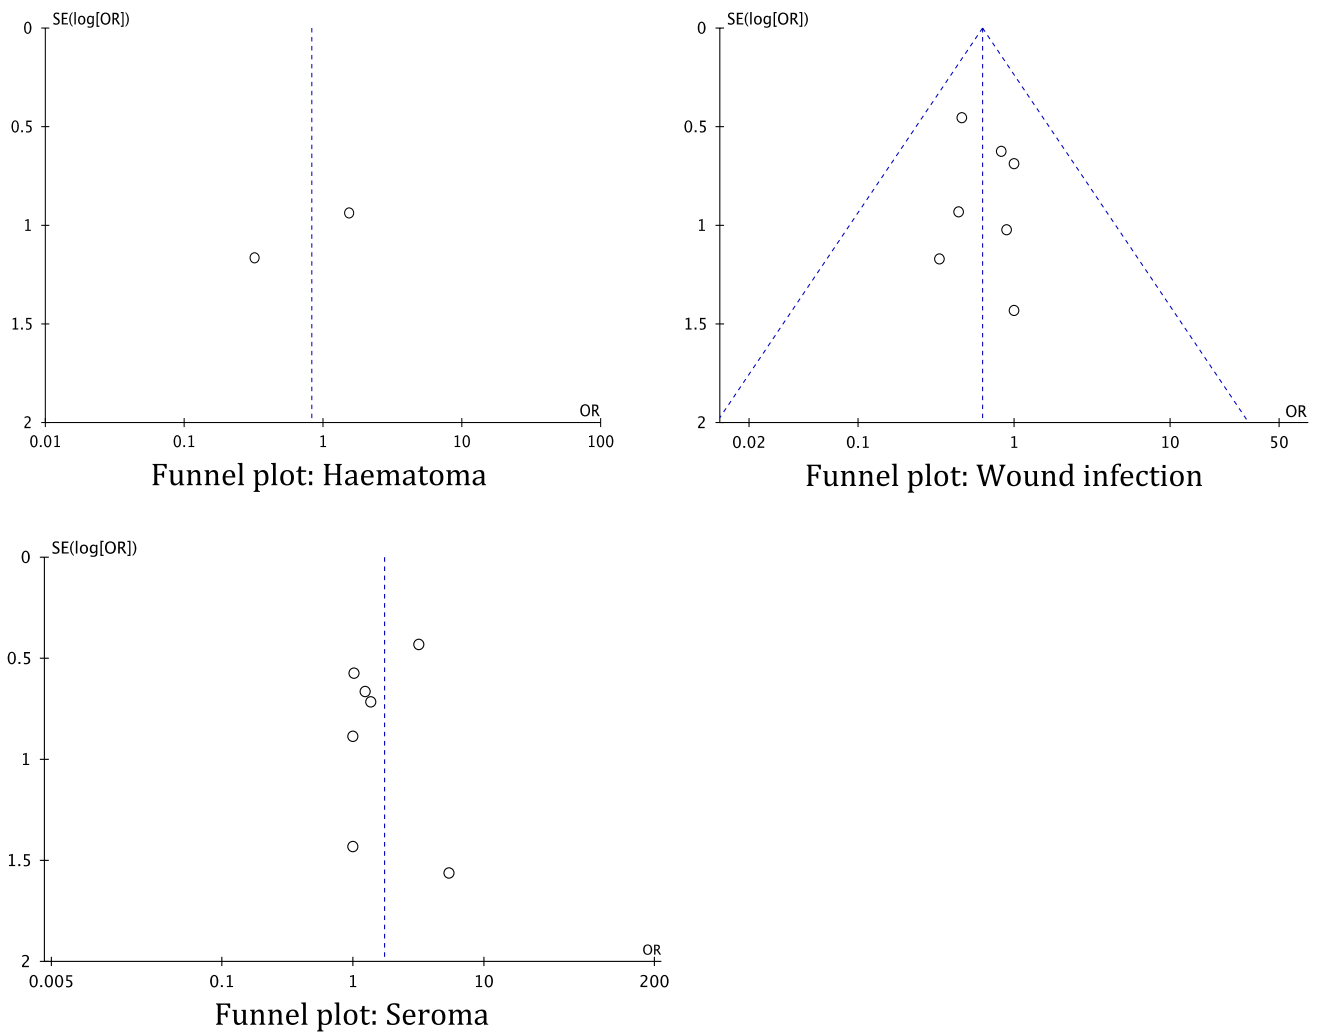 SE(log[OR])
0
0.5
1
1.5
2
OR
0.01 0.1 1 10 100
Funnel plot: Haematoma
SE(log[OR])
0
0.5
1
1.5
2
OR
0.02 0.1 1 10 50
Funnel plot: Wound infection
SE(log[OR])
0
0.5
1
1.5
2
OR
0.005 0.1 1 10 200
Funnel plot: Seroma